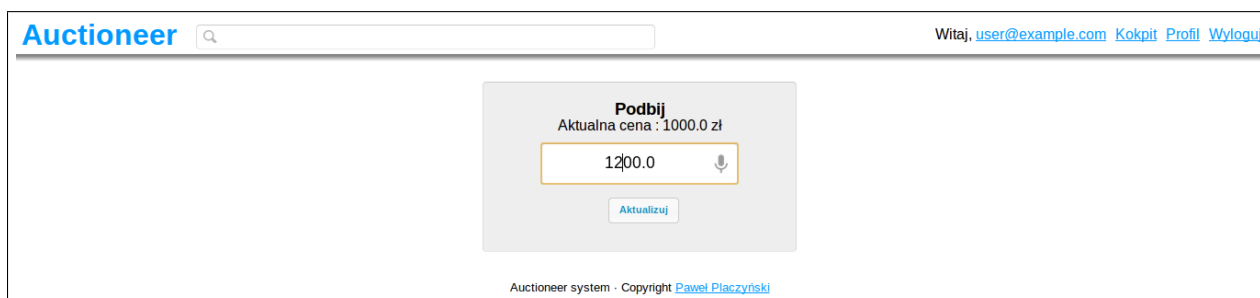 Auctioneer
Witaj, user@example.com Kokpit Profil Wyloguj
Podbij
Aktualna cena : 1000.0 zł
1200.0
Aktualizuj
Auctioneer system · Copyright Paweł Placzyński